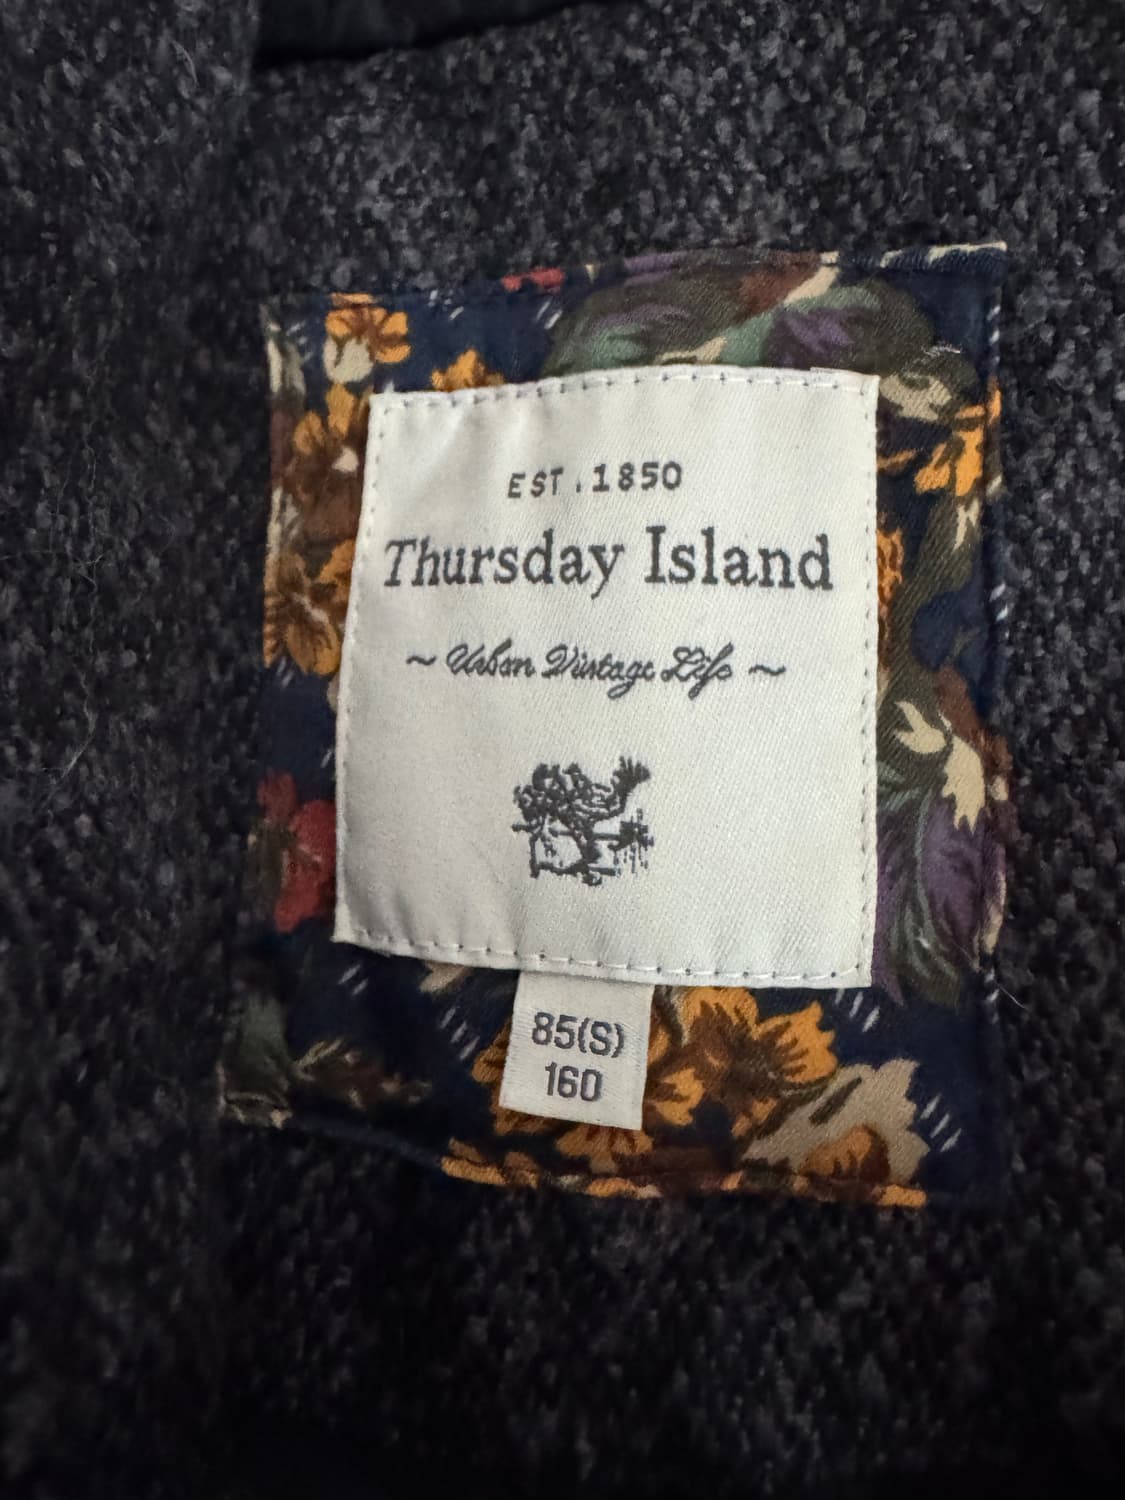 EST. 1850
Thursday Island
~ Urban Vintage Life ~
85(S)
160